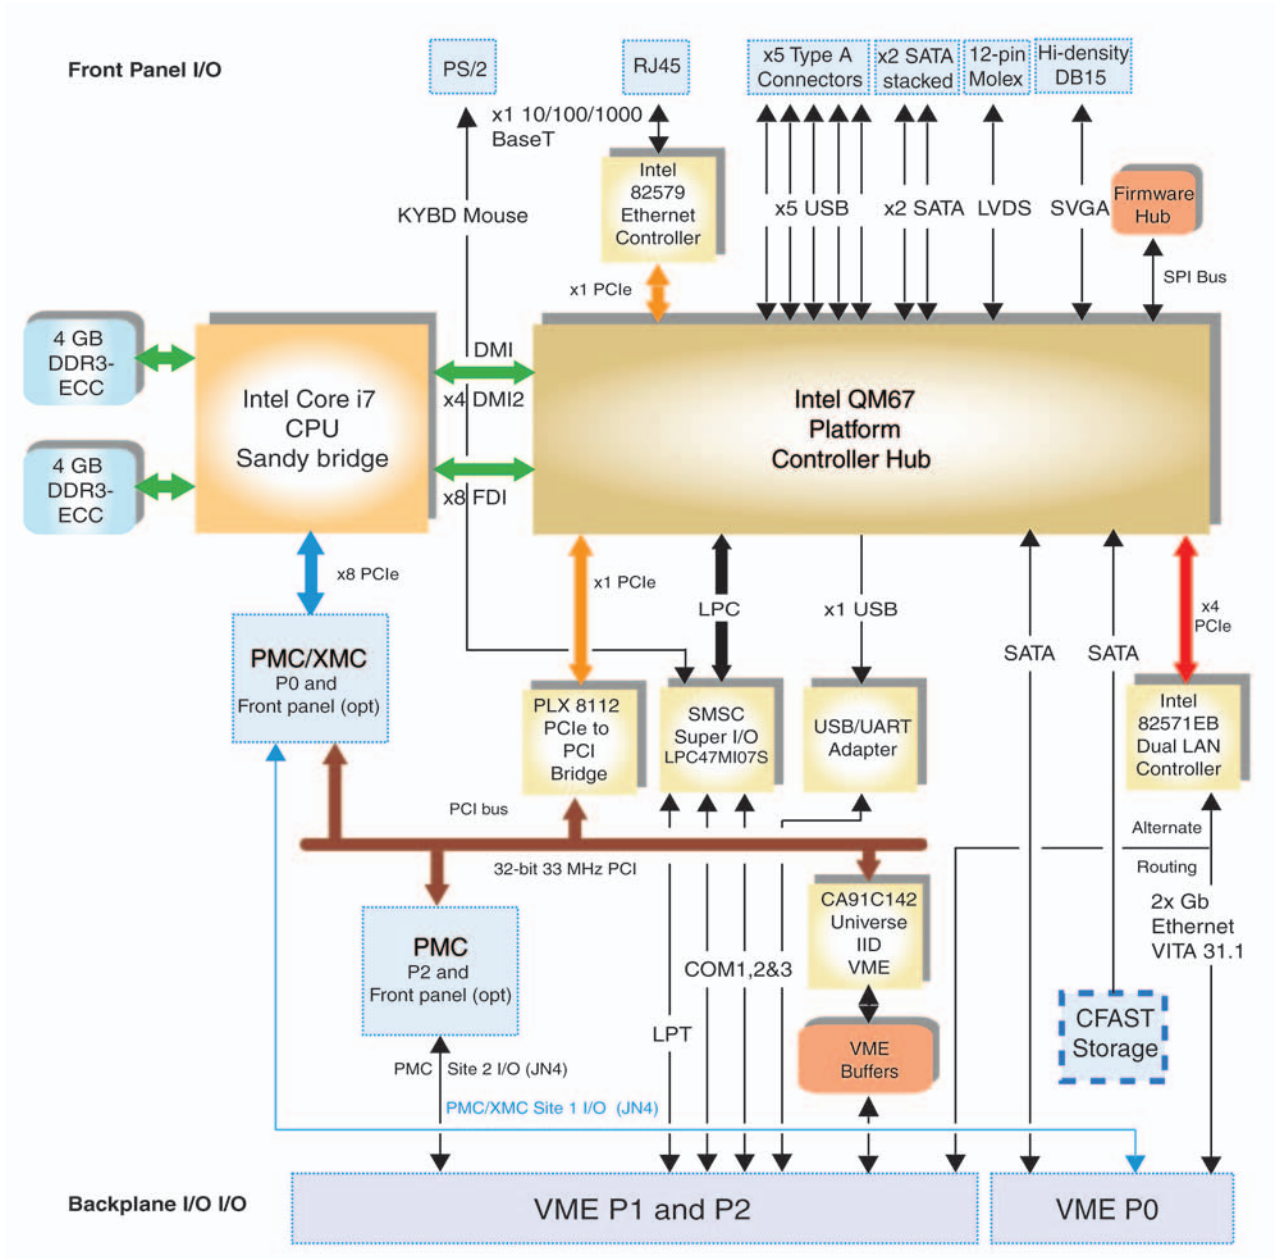 Front Panel I/O
PS/2
RJ45
x5 Type A
Connectors
x2 SATA
stacked
12-pin
Molex
Hi-density
DB15
x1 10/100/1000
BaseT
Intel
82579
Ethernet
Controller
KYBD Mouse
x5 USB
x2 SATA
LVDS
SVGA
Firmware
Hub
x1 PCIe
SPI Bus
4 GB
DDR3-
ECC
4 GB
DDR3-
ECC
Intel Core i7
CPU
Sandy bridge
DMI
x4 DMI2
x8 FDI
Intel QM67
Platform
Controller Hub
x8 PCIe
x1 PCIe
LPC
x1 USB
SATA
SATA
x4
PCIe
PMC/XMC
P0 and
Front panel (opt)
PLX 8112
PCIe to
PCI
Bridge
SMSC
Super I/O
LPC47MI07S
USB/UART
Adapter
Intel
82571EB
Dual LAN
Controller
PCI bus
32-bit 33 MHz PCI
Alternate
Routing
2x Gb
Ethernet
VITA 31.1
PMC
P2 and
Front panel (opt)
CA91C142
Universe
IID
VME
COM1,2&3
LPT
VME
Buffers
CFAST
Storage
PMC
Site 2 I/O (JN4)
PMC/XMC Site 1 I/O (JN4)
Backplane I/O I/O
VME P1 and P2
VME P0